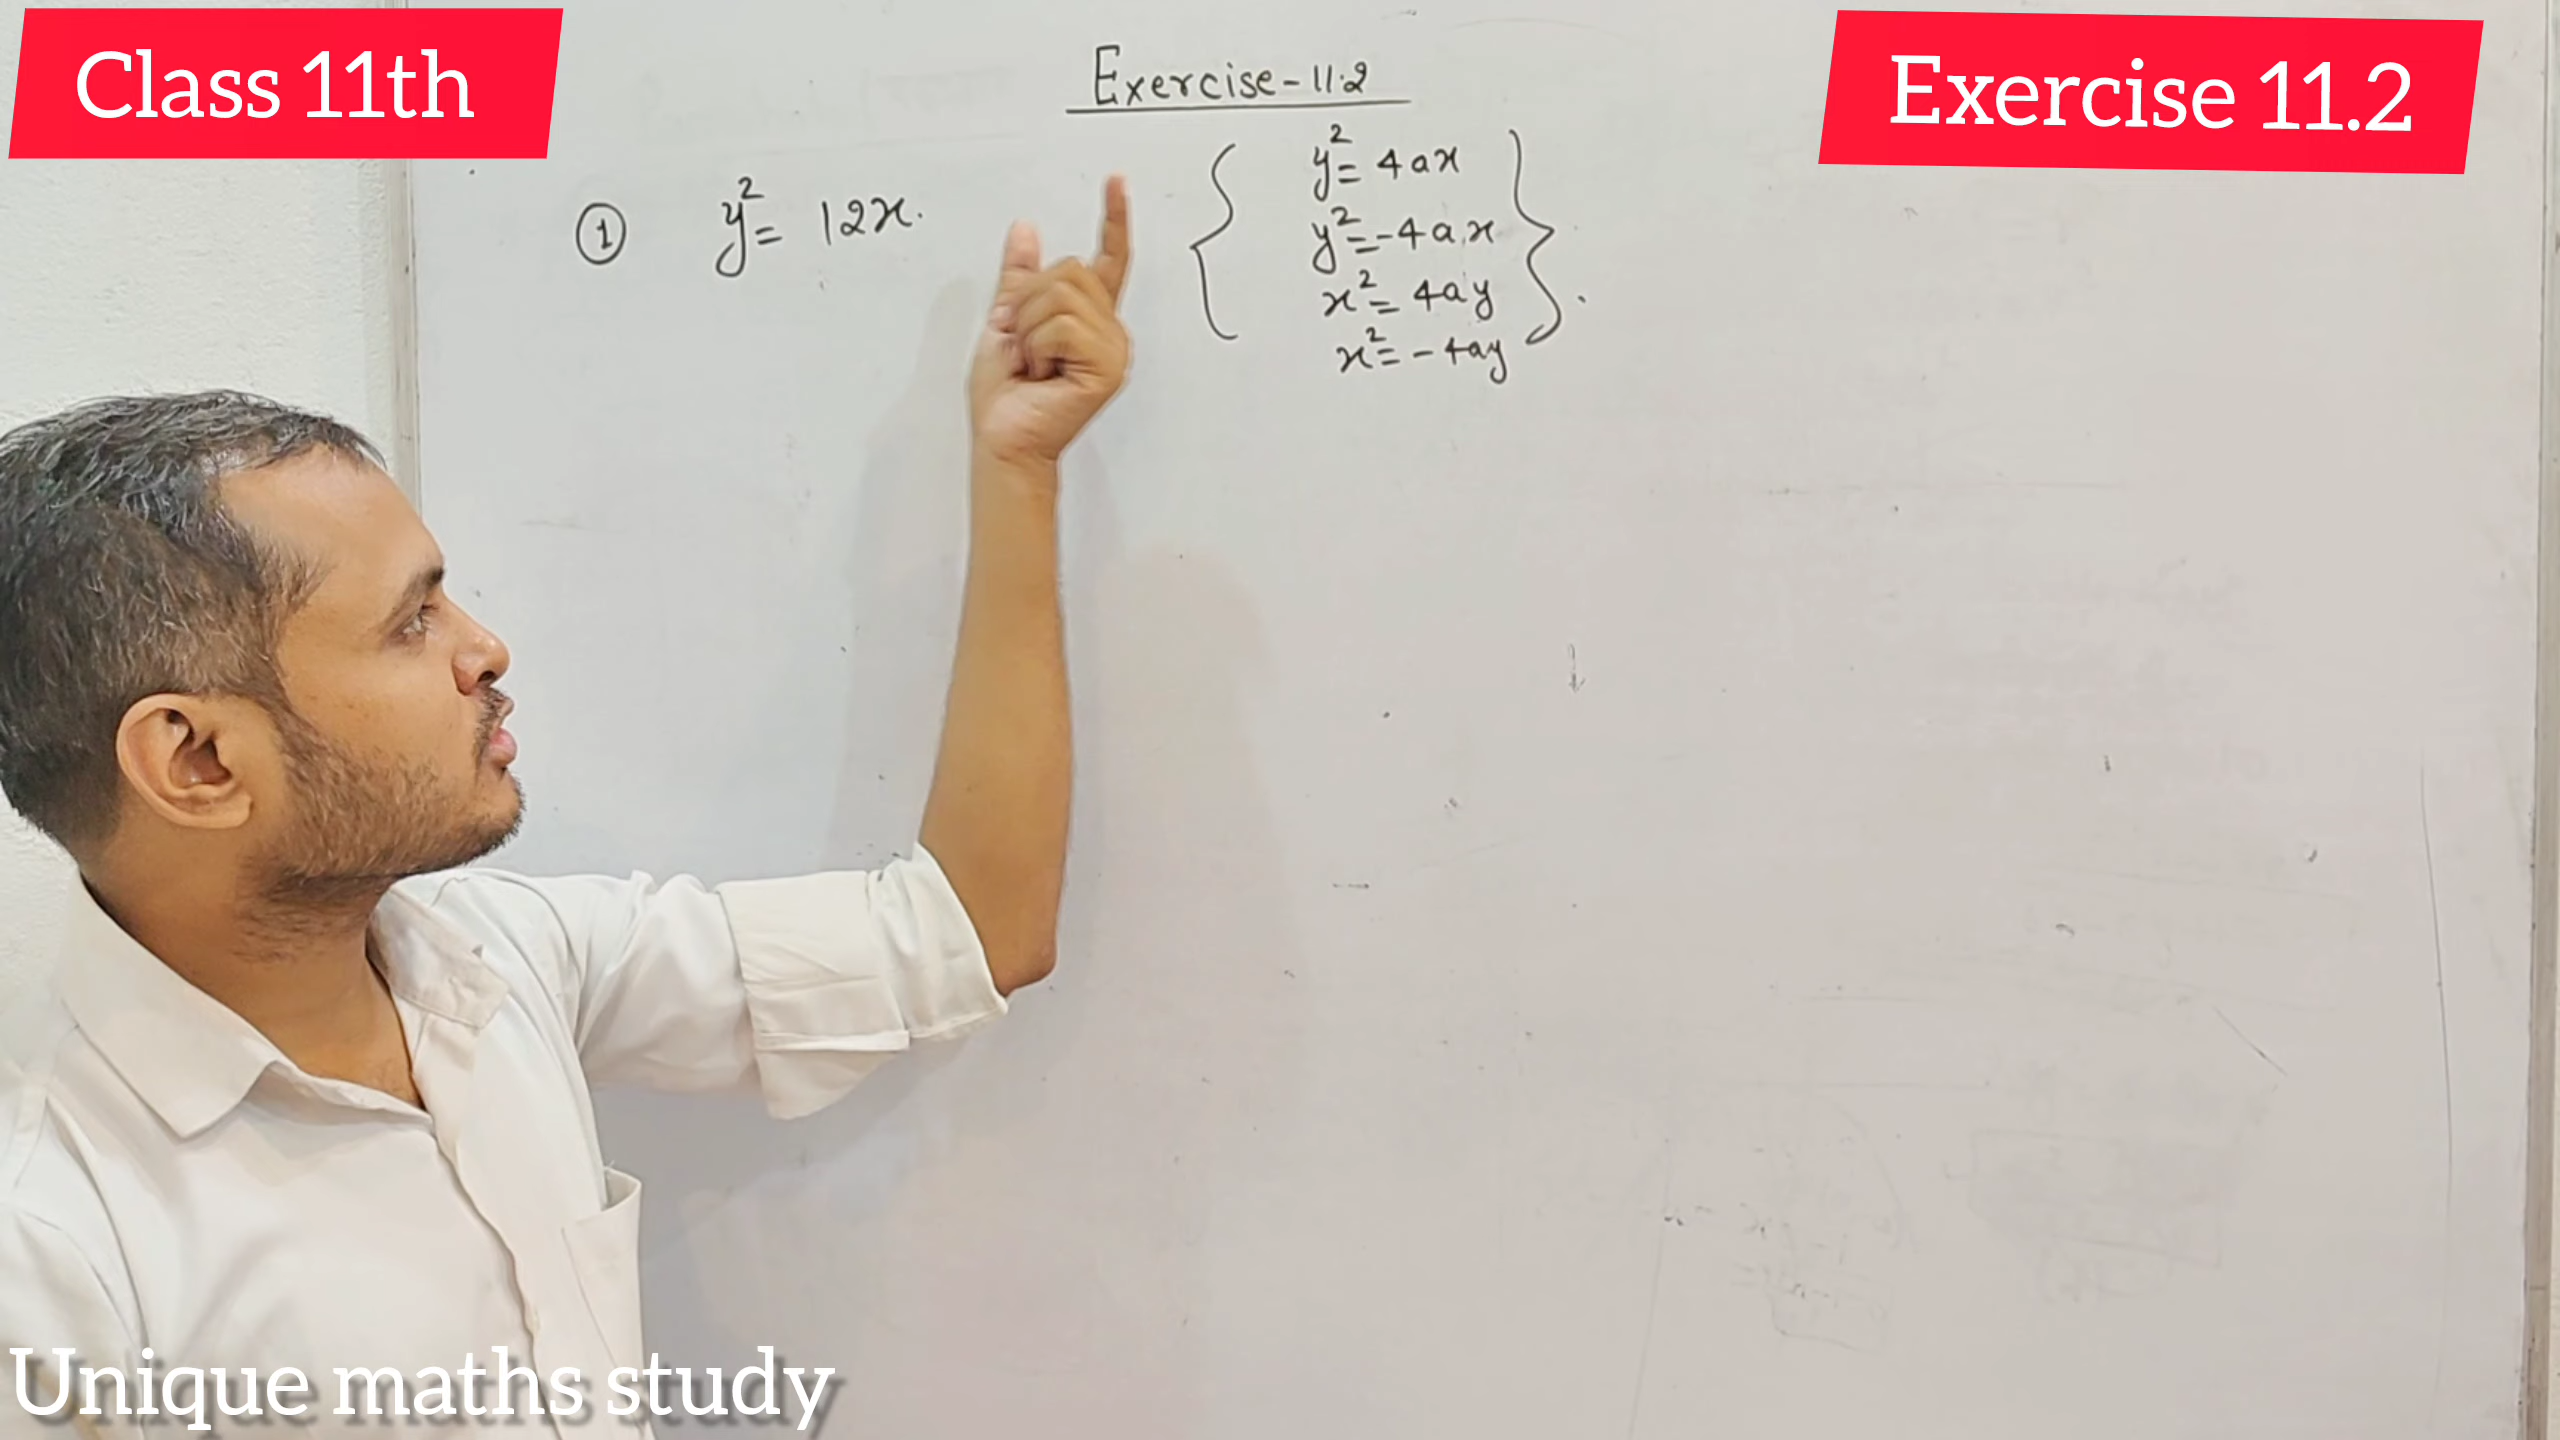 Class 11th
Exercise 11.2
Exercise-11.2
① y²= 12x.
y²= 4ax
y²=-4ax
x²= 4ay
x²=-4ay
Unique maths study